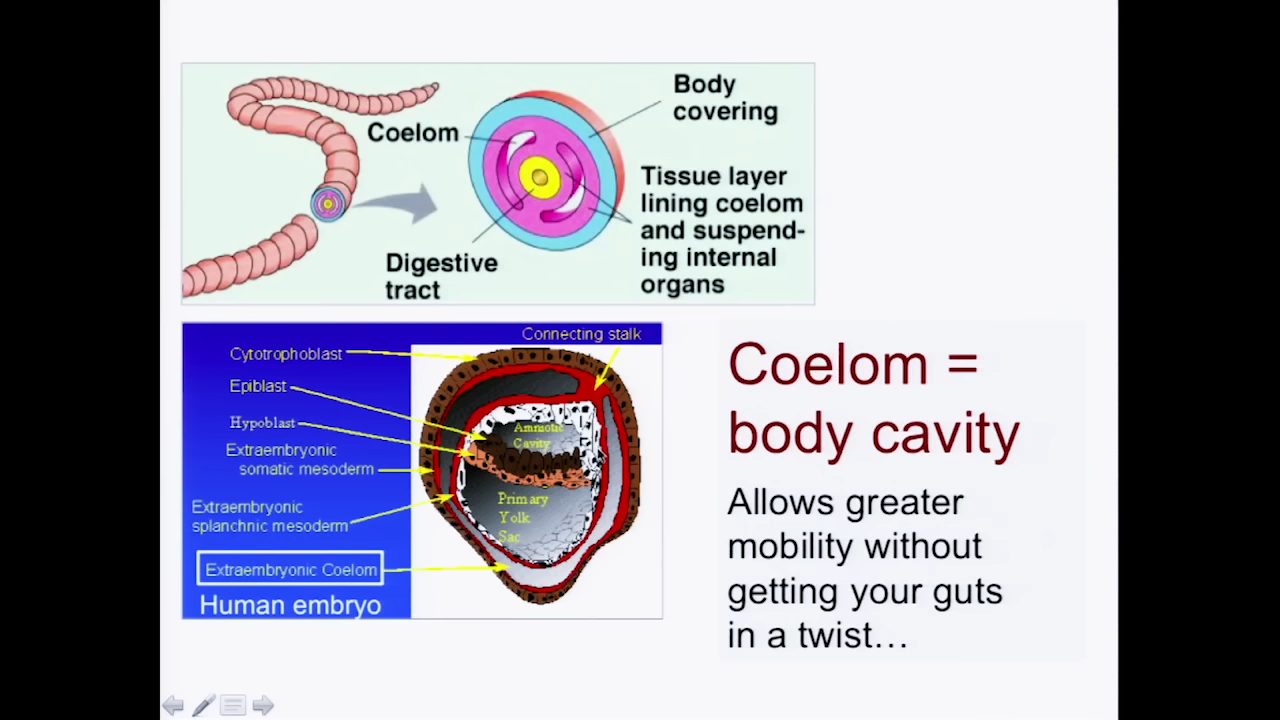 Body
covering
Coelom
Tissue layer
lining coelom
and suspend-
ing internal
organs
Digestive
tract
Connecting stalk
Cytotrophoblast
Epiblast
Hypoblast
Extraembryonic
somatic mesoderm
Extraembryonic
splanchnic mesoderm
Extraembryonic Coelom
Human embryo
Amniotic
Cavity
Primary
Yolk
Sac
Coelom =
body cavity
Allows greater
mobility without
getting your guts
in a twist…